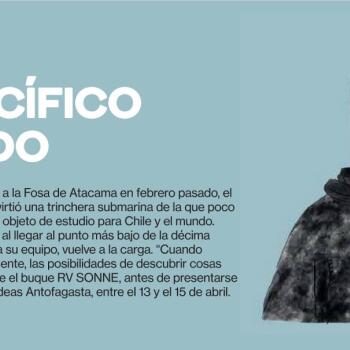 CÍFICO
DO
a la Fosa de Atacama en febrero pasado, el
virtió una trinchera submarina de la que poco
objeto de estudio para Chile y el mundo.
al llegar al punto más bajo de la décima
a su equipo, vuelve a la carga. "Cuando
ente, las posibilidades de descubrir cosas
e el buque RV SONNE, antes de presentarse
deas Antofagasta, entre el 13 y el 15 de abril.